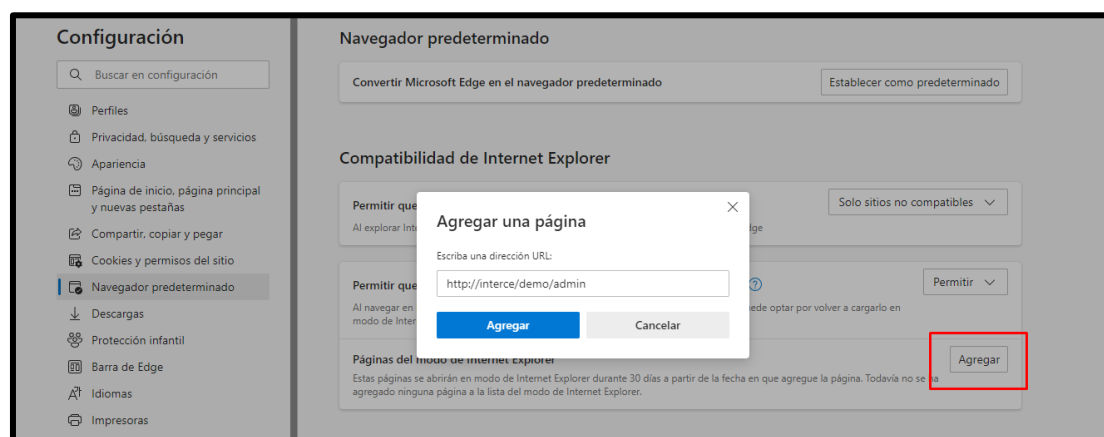 Configuración
Buscar en configuración
Perfiles
Privacidad, búsqueda y servicios
Apariencia
Página de inicio, página principal
y nuevas pestañas
Compartir, copiar y pegar
Cookies y permisos del sitio
Navegador predeterminado
Descargas
Protección infantil
Barra de Edge
Idiomas
Impresoras
Navegador predeterminado
Convertir Microsoft Edge en el navegador predeterminado
Establecer como predeterminado
Compatibilidad de Internet Explorer
Permitir que
Solo sitios no compatibles
Al explorar
Agregar una página
Escriba una dirección URL:
http://interce/demo/admin
Agregar
Cancelar
Permitir que
Permitir
Al navegar en
optar por volver a cargarlo en
modo de
Páginas del modo de Internet Explorer
Agregar
Estas páginas se abrirán en modo de Internet Explorer durante 30 días a partir de la fecha en que agregue la página. Todavía no se ha
agregado ninguna página a la lista del modo de Internet Explorer.